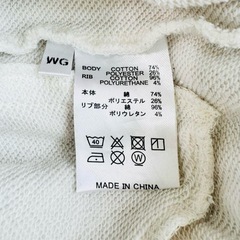 WG
BODY COTTON 74%
POLYESTER 26%
RIB COTTON 96%
POLYURETHANE 4%
本体 綿 74%
ポリエステル 26%
リブ部分 綿 96%
ポリウレタン 4%
40
MADE IN CHINA